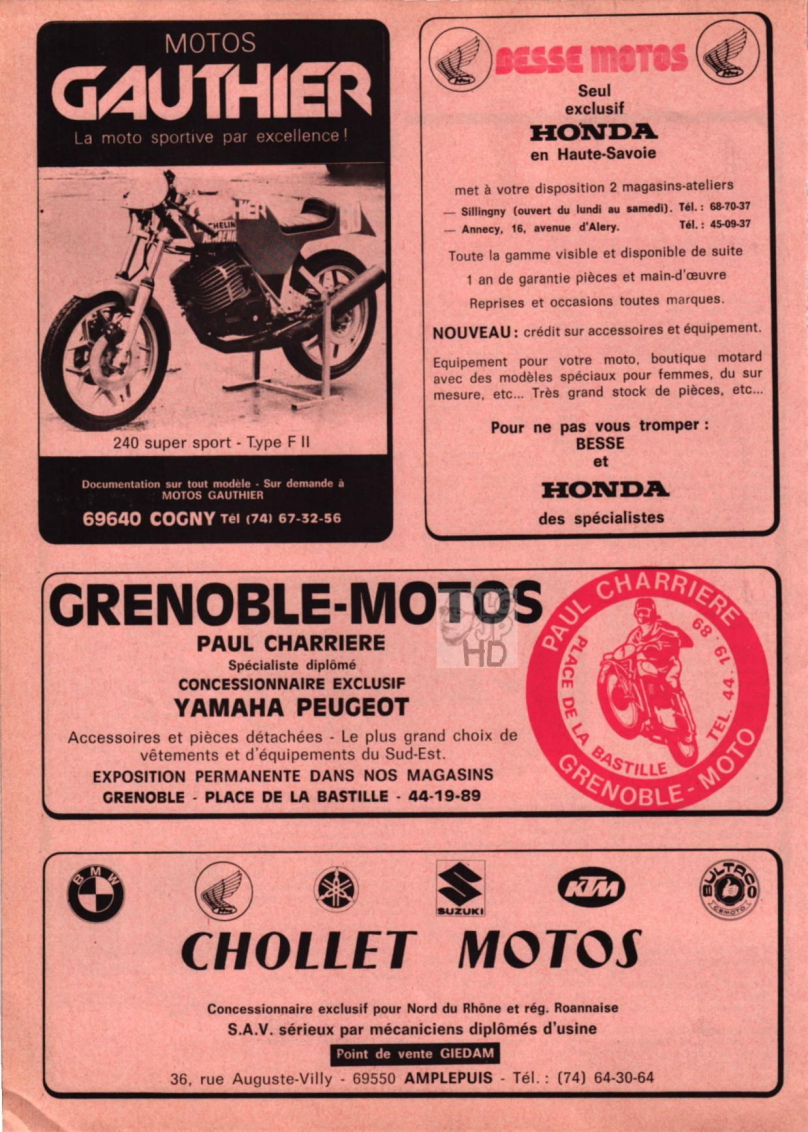 MOTOS
GAUTHIER
La moto sportive par excellence !
HIER
CHELIN
240 super sport - Type F II
Documentation sur tout modèle - Sur demande à
MOTOS GAUTHIER
69640 COGNY Tél (74) 67-32-56
BESSE MOTOS
Seul
exclusif
HONDA
en Haute-Savoie
met à votre disposition 2 magasins-ateliers
— Sillingny (ouvert du lundi au samedi). Tél. : 68-70-37
— Annecy, 16, avenue d'Alery. Tél. : 45-09-37
Toute la gamme visible et disponible de suite
1 an de garantie pièces et main-d'œuvre
Reprises et occasions toutes marques.
NOUVEAU : crédit sur accessoires et équipement.
Equipement pour votre moto, boutique motard
avec des modèles spéciaux pour femmes, du sur
mesure, etc... Très grand stock de pièces, etc...
Pour ne pas vous tromper :
BESSE
et
HONDA
des spécialistes
GRENOBLE-MOTOS
PAUL CHARRIERE
Spécialiste diplômé
CONCESSIONNAIRE EXCLUSIF
YAMAHA PEUGEOT
Accessoires et pièces détachées - Le plus grand choix de
vêtements et d'équipements du Sud-Est.
EXPOSITION PERMANENTE DANS NOS MAGASINS
GRENOBLE - PLACE DE LA BASTILLE - 44-19-89
HD
PAUL CHARRIERE
PLACE DE LA BASTILLE
TEL. 44. 19. 89
GRENOBLE-MOTO
BMW
SUZUKI
KTM
BULTACO
CEMOTO
CHOLLET MOTOS
Concessionnaire exclusif pour Nord du Rhône et rég. Roannaise
S.A.V. sérieux par mécaniciens diplômés d'usine
Point de vente GIEDAM
36, rue Auguste-Villy - 69550 AMPLEPUIS - Tél. : (74) 64-30-64